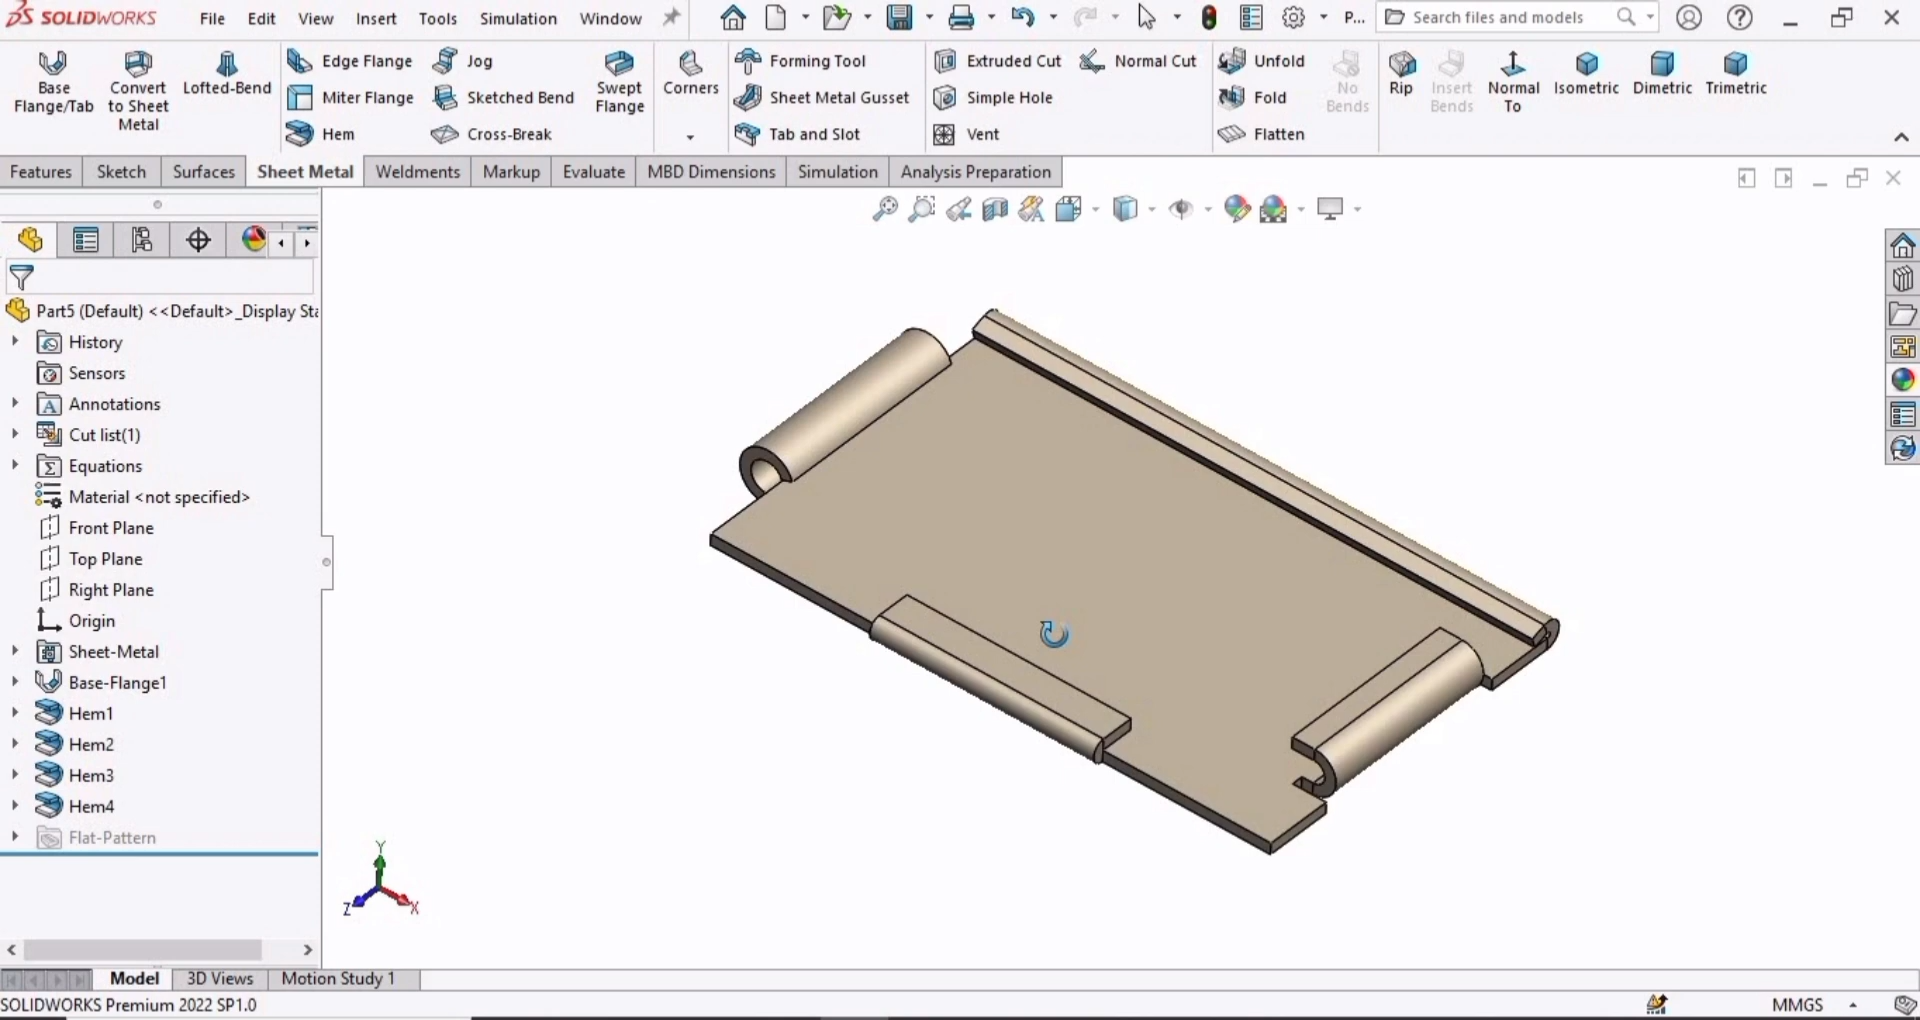 SOLIDWORKS File Edit View Insert Tools Simulation Window P... Search files and models
Base Flange/Tab
Convert to Sheet Metal
Lofted-Bend
Edge Flange
Miter Flange
Hem
Jog
Sketched Bend
Cross-Break
Swept Flange
Corners
Forming Tool
Sheet Metal Gusset
Tab and Slot
Extruded Cut
Simple Hole
Vent
Normal Cut
Unfold
Fold
Flatten
No Bends
Rip
Insert Bends
Normal To
Isometric
Dimetric
Trimetric
Features Sketch Surfaces Sheet Metal Weldments Markup Evaluate MBD Dimensions Simulation Analysis Preparation
Part5 (Default) <<Default>_Display Sta
History
Sensors
Annotations
Cut list(1)
Equations
Material <not specified>
Front Plane
Top Plane
Right Plane
Origin
Sheet-Metal
Base-Flange1
Hem1
Hem2
Hem3
Hem4
Flat-Pattern
Y
Z X
Model 3D Views Motion Study 1
SOLIDWORKS Premium 2022 SP1.0 MMGS